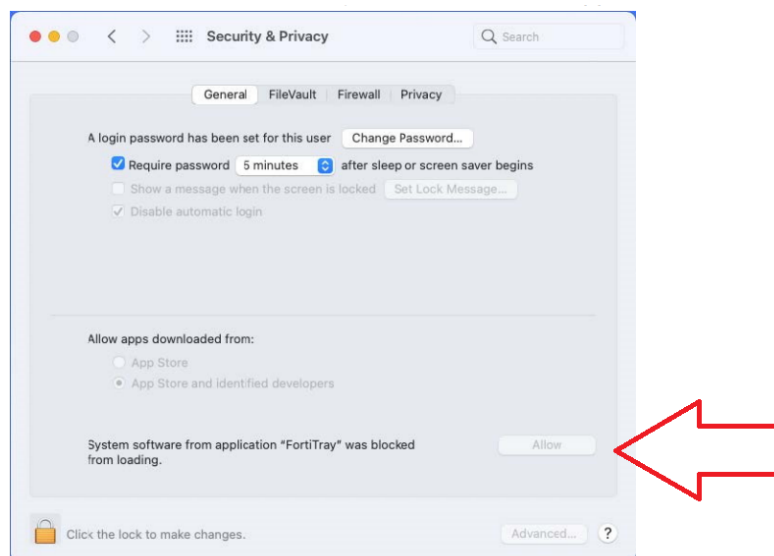 Security & Privacy
Search
General FileVault Firewall Privacy
A login password has been set for this user Change Password...
Require password 5 minutes after sleep or screen saver begins
Show a message when the screen is locked Set Lock Message...
Disable automatic login
Allow apps downloaded from:
App Store
App Store and identified developers
System software from application “FortiTray” was blocked
from loading.
Allow
Click the lock to make changes.
Advanced...
?